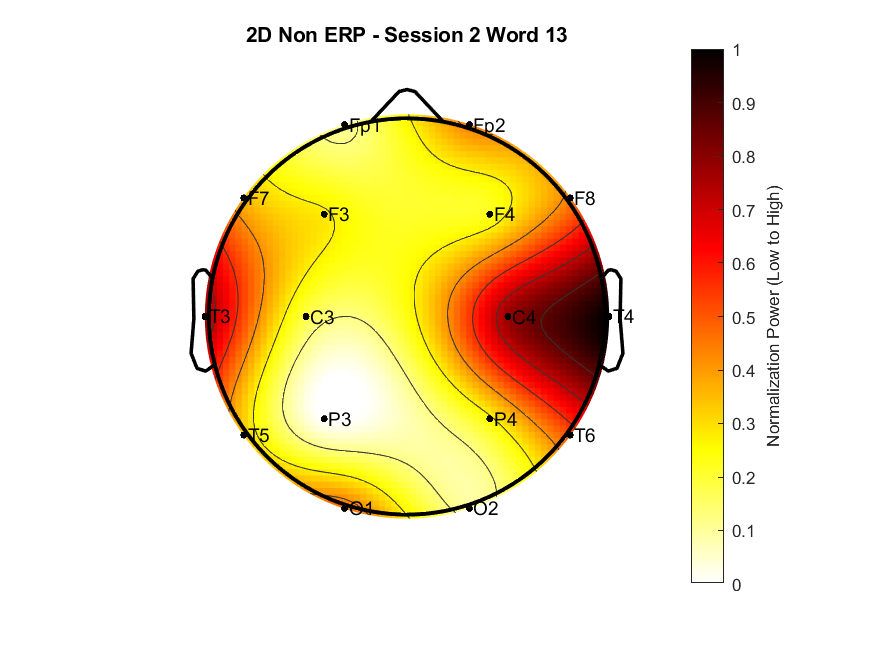 2D Non ERP - Session 2 Word 13
Fp1 Fp2
F7 F3 F4 F8
T3 C3 C4 T4
T5 P3 P4 T6
O1 O2
1
0.9
0.8
0.7
0.6
0.5
0.4
0.3
0.2
0.1
0
Normalization Power (Low to High)